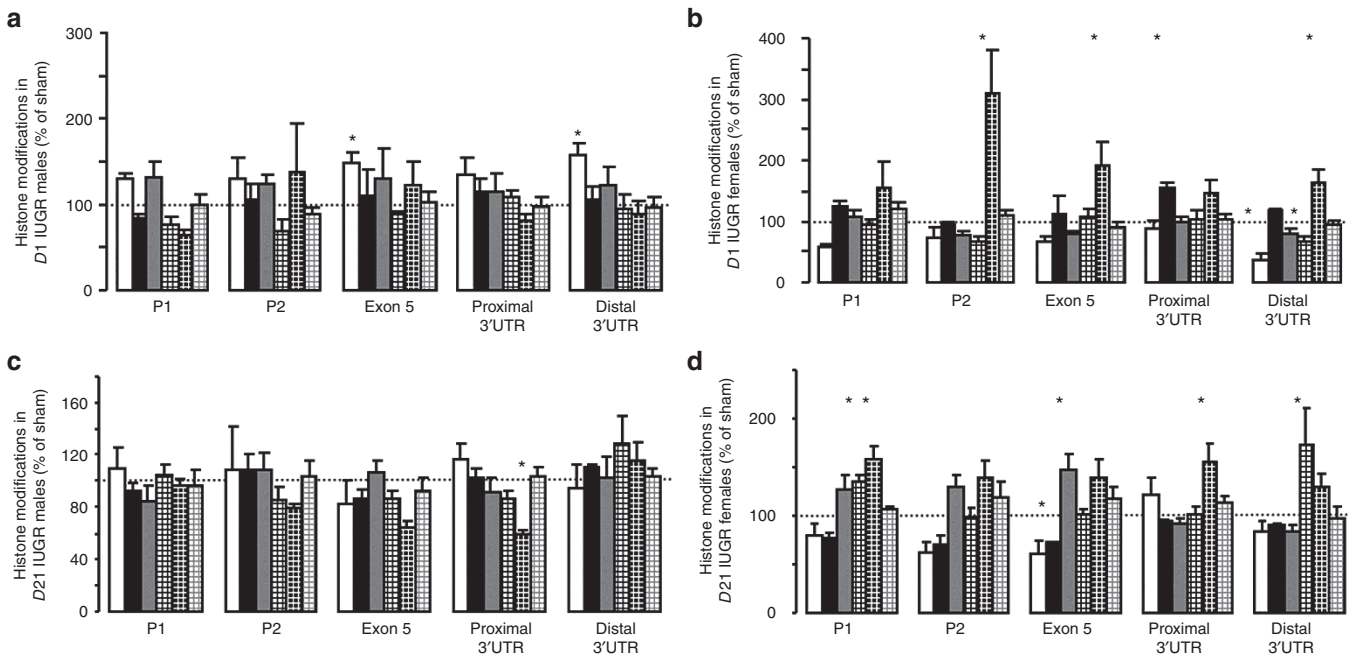 a
Histone modifications in
D1 IUGR males (% of sham)
300
200
100
0
*
*
P1
P2
Exon 5
Proximal
3′UTR
Distal
3′UTR
b
Histone modifications in
D1 IUGR females (% of sham)
400
300
200
100
0
*
*
*
*
*
*
P1
P2
Exon 5
Proximal
3′UTR
Distal
3′UTR
c
Histone modifications in
D21 IUGR males (% of sham)
160
120
80
40
0
*
P1
P2
Exon 5
Proximal
3′UTR
Distal
3′UTR
d
Histone modifications in
D21 IUGR females (% of sham)
200
100
0
* *
*
*
*
*
P1
P2
Exon 5
Proximal
3′UTR
Distal
3′UTR